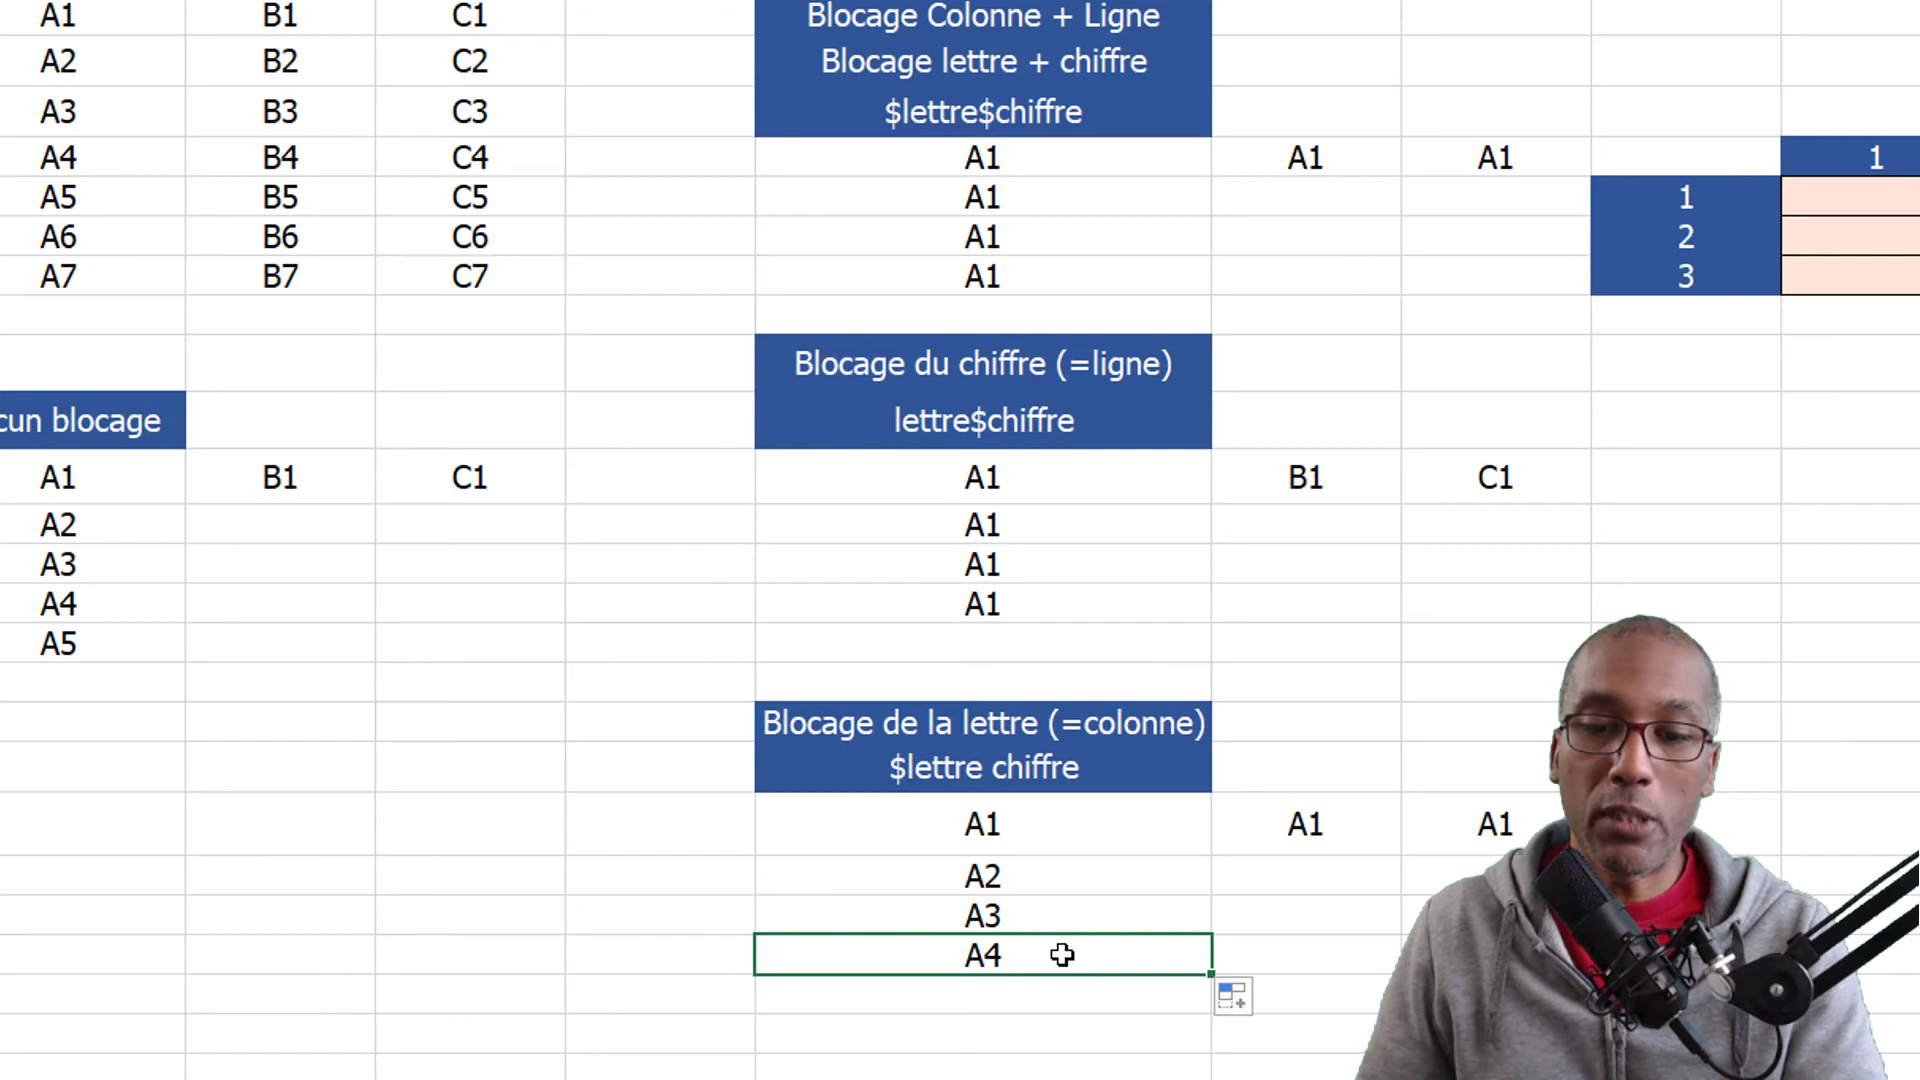 A1 B1 C1 Blocage Colonne + Ligne
A2 B2 C2 Blocage lettre + chiffre
A3 B3 C3 $lettre$chiffre
A4 B4 C4 A1 A1 A1 1
A5 B5 C5 A1 1
A6 B6 C6 A1 2
A7 B7 C7 A1 3
Blocage du chiffre (=ligne)
cun blocage lettre$chiffre
A1 B1 C1 A1 B1 C1
A2 A1
A3 A1
A4 A1
A5
Blocage de la lettre (=colonne)
$lettre chiffre
A1 A1 A1
A2
A3
A4